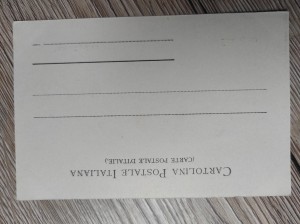 CARTOLINA POSTALE ITALIANA
(CARTE POSTALE D'ITALIE)